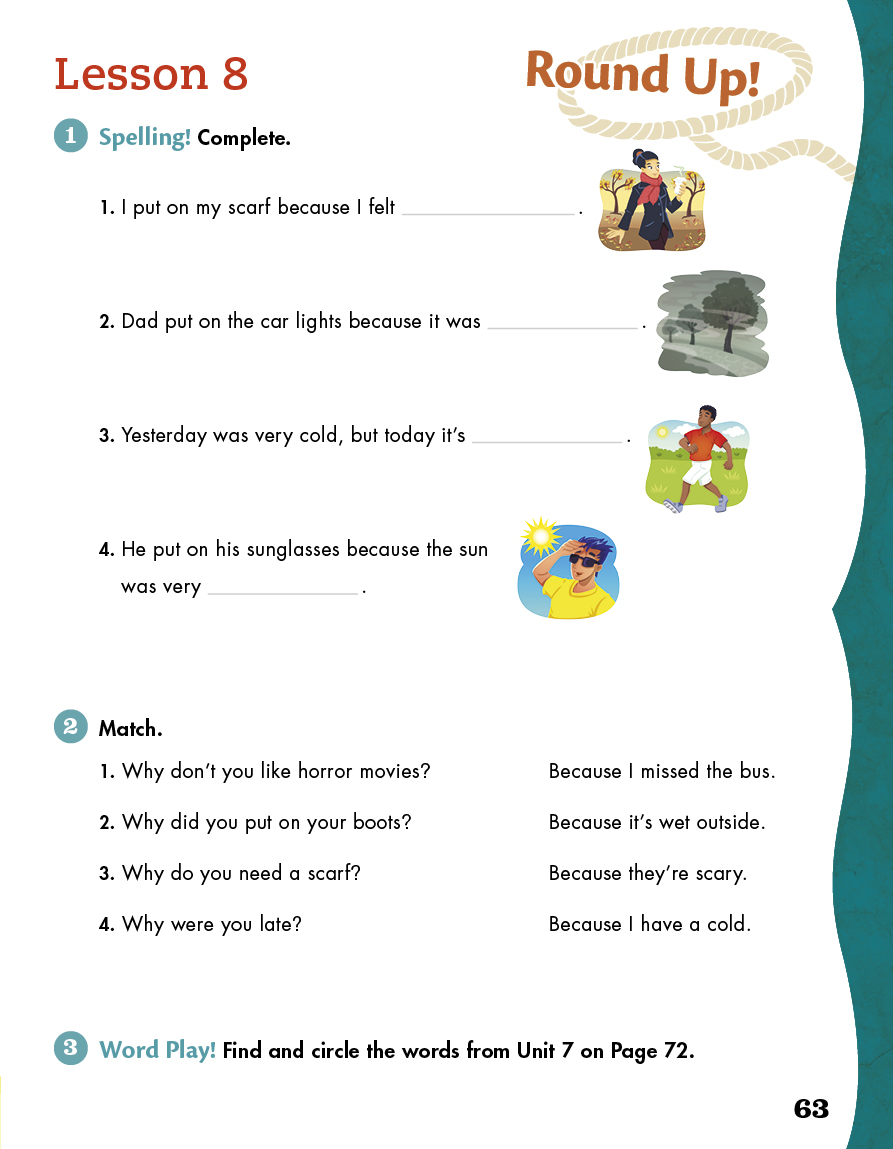 Lesson 8
Round Up!
1 Spelling! Complete.
1. I put on my scarf because I felt ____________ .
2. Dad put on the car lights because it was ____________ .
3. Yesterday was very cold, but today it’s ____________ .
4. He put on his sunglasses because the sun
was very ____________ .
2 Match.
1. Why don’t you like horror movies? Because I missed the bus.
2. Why did you put on your boots? Because it’s wet outside.
3. Why do you need a scarf? Because they’re scary.
4. Why were you late? Because I have a cold.
3 Word Play! Find and circle the words from Unit 7 on Page 72.
63